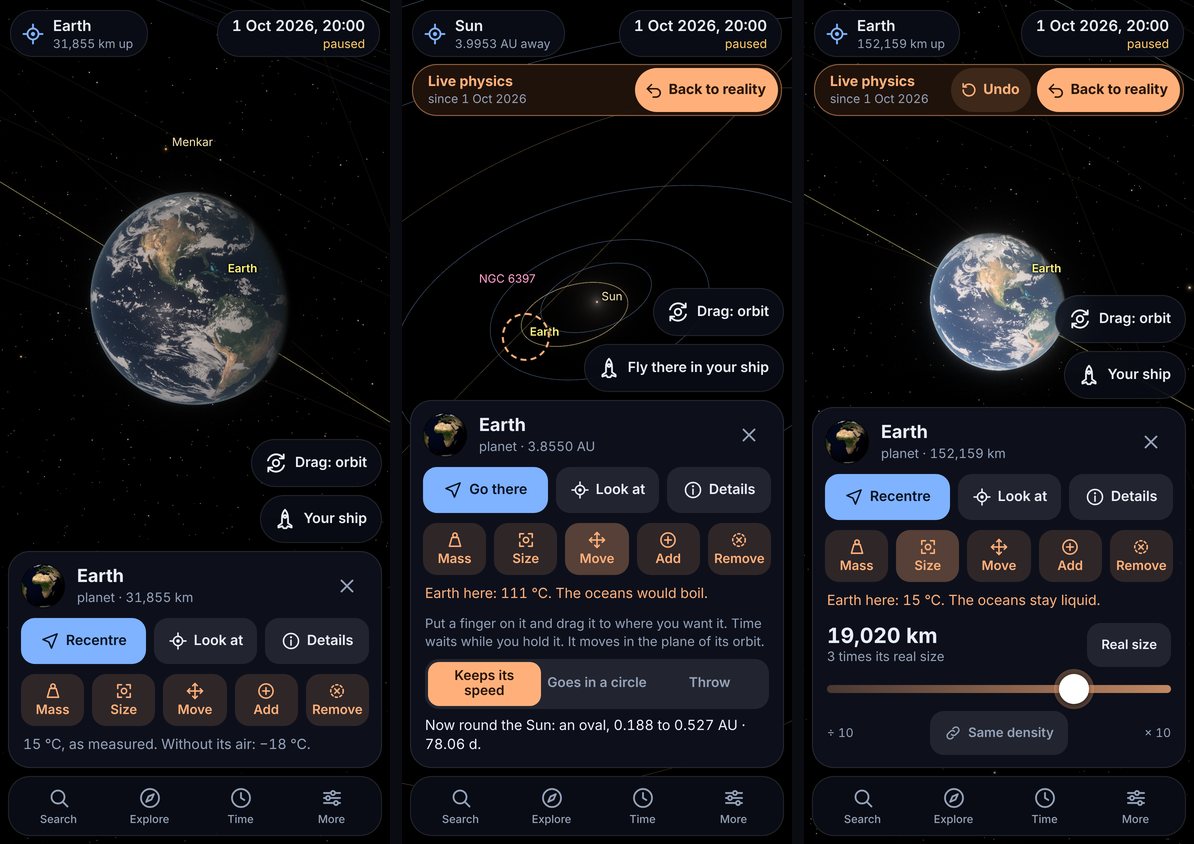 Earth
31,855 km up
1 Oct 2026, 20:00
paused
Menkar
Earth
Drag: orbit
Your ship
Earth
planet · 31,855 km
Recentre
Look at
Details
Mass
Size
Move
Add
Remove
15 °C, as measured. Without its air: −18 °C.
Search
Explore
Time
More
Sun
3.9953 AU away
1 Oct 2026, 20:00
paused
Live physics
since 1 Oct 2026
Back to reality
NGC 6397
Sun
Earth
Drag: orbit
Fly there in your ship
Earth
planet · 3.8550 AU
Go there
Look at
Details
Mass
Size
Move
Add
Remove
Earth here: 111 °C. The oceans would boil.
Put a finger on it and drag it to where you want it. Time
waits while you hold it. It moves in the plane of its orbit.
Keeps its
speed
Goes in a circle
Throw
Now round the Sun: an oval, 0.188 to 0.527 AU ·
78.06 d.
Search
Explore
Time
More
Earth
152,159 km up
1 Oct 2026, 20:00
paused
Live physics
since 1 Oct 2026
Undo
Back to reality
Earth
Drag: orbit
Your ship
Earth
planet · 152,159 km
Recentre
Look at
Details
Mass
Size
Move
Add
Remove
Earth here: 15 °C. The oceans stay liquid.
19,020 km
3 times its real size
Real size
÷ 10
Same density
× 10
Search
Explore
Time
More